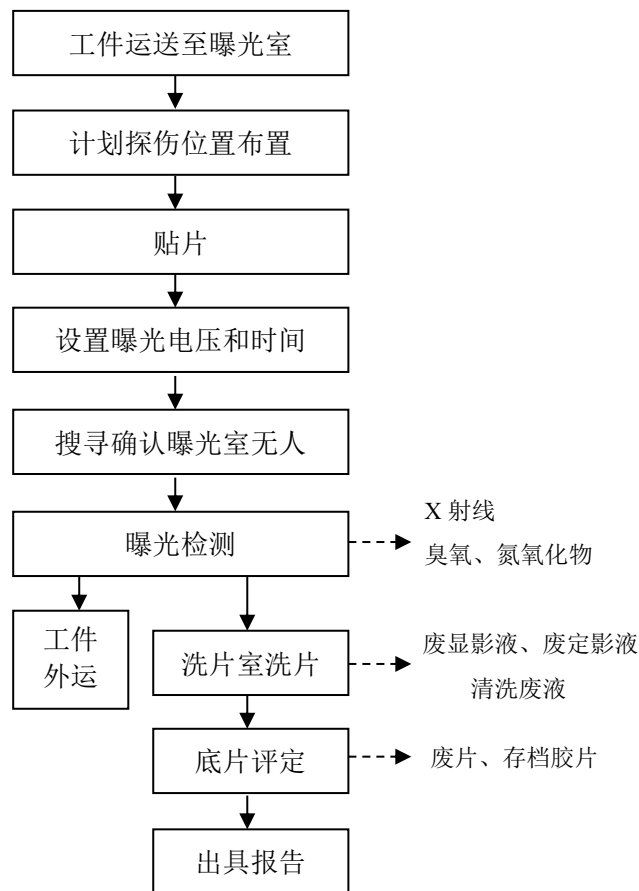 工件运送至曝光室
计划探伤位置布置
贴片
设置曝光电压和时间
搜寻确认曝光室无人
曝光检测
X 射线
臭氧、氮氧化物
工件
外运
洗片室洗片
废显影液、废定影液
清洗废液
底片评定
废片、存档胶片
出具报告